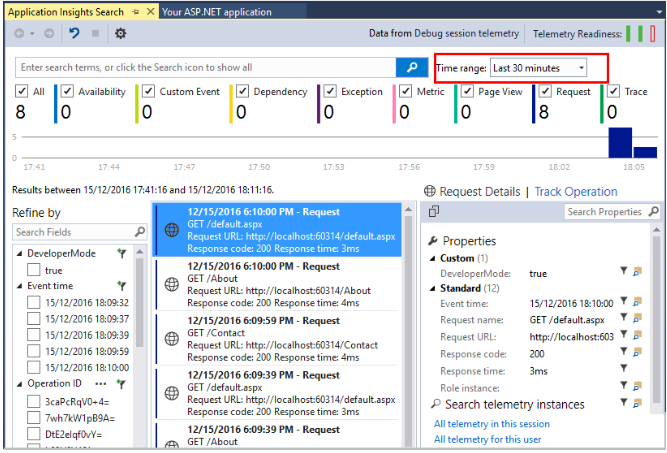 Application Insights Search
Your ASP.NET application
Data from Debug session telemetry
Telemetry Readiness:
Enter search terms, or click the Search icon to show all
Time range: Last 30 minutes
All Availability Custom Event Dependency Exception Metric Page View Request Trace
8 0 0 0 0 0 0 8 0
5
0
17:41 17:44 17:47 17:50 17:53 17:56 17:59 18:02 18:05
Results between 15/12/2016 17:41:16 and 15/12/2016 18:11:16.
Refine by
Search Fields
DeveloperMode
true
Event time
15/12/2016 18:09:32
15/12/2016 18:09:37
15/12/2016 18:09:39
15/12/2016 18:09:59
15/12/2016 18:10:00
Operation ID
3caPcRqV0+4=
7wh7kW1pB9A=
DtE2elqf0vY=
12/15/2016 6:10:00 PM - Request
GET /default.aspx
Request URL: http://localhost:60314/default.aspx
Response code: 200 Response time: 3ms
12/15/2016 6:10:00 PM - Request
GET /About
Request URL: http://localhost:60314/About
Response code: 200 Response time: 4ms
12/15/2016 6:09:59 PM - Request
GET /Contact
Request URL: http://localhost:60314/Contact
Response code: 200 Response time: 4ms
12/15/2016 6:09:39 PM - Request
GET /default.aspx
Request URL: http://localhost:60314/default.aspx
Response code: 200 Response time: 3ms
12/15/2016 6:09:39 PM - Request
GET /About
Request Details | Track Operation
Search Properties
Properties
Custom (1)
DeveloperMode: true
Standard (12)
Event time: 15/12/2016 18:10:00
Request name: GET /default.aspx
Request URL: http://localhost:603
Response code: 200
Response time: 3ms
Role instance:
Search telemetry instances
All telemetry in this session
All telemetry for this user